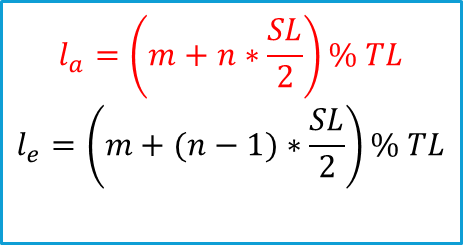 l_a = (m + n * SL/2) % TL
l_e = (m + (n − 1) * SL/2) % TL